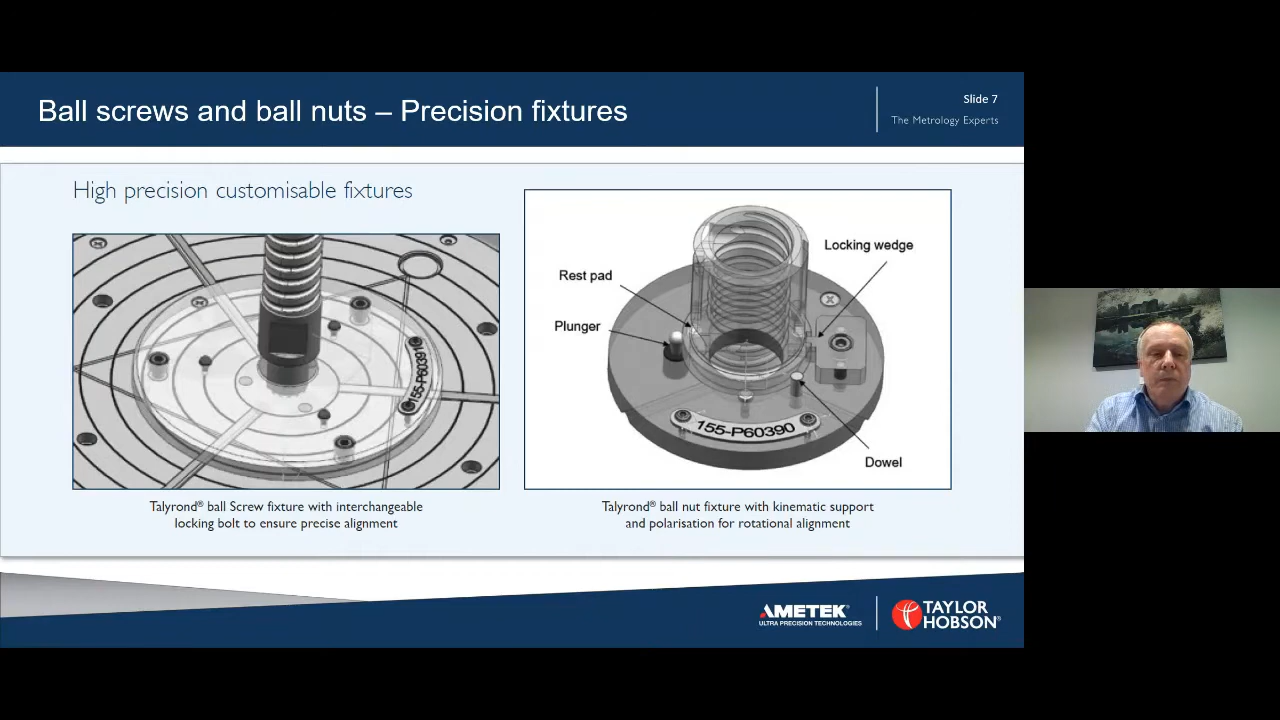 Ball screws and ball nuts – Precision fixtures
Slide 7
The Metrology Experts
High precision customisable fixtures
155-P60391
Talyrond® ball Screw fixture with interchangeable
locking bolt to ensure precise alignment
Locking wedge
Rest pad
Plunger
155-P60390
Dowel
Talyrond® ball nut fixture with kinematic support
and polarisation for rotational alignment
AMETEK®
ULTRA PRECISION TECHNOLOGIES
TAYLOR
HOBSON®